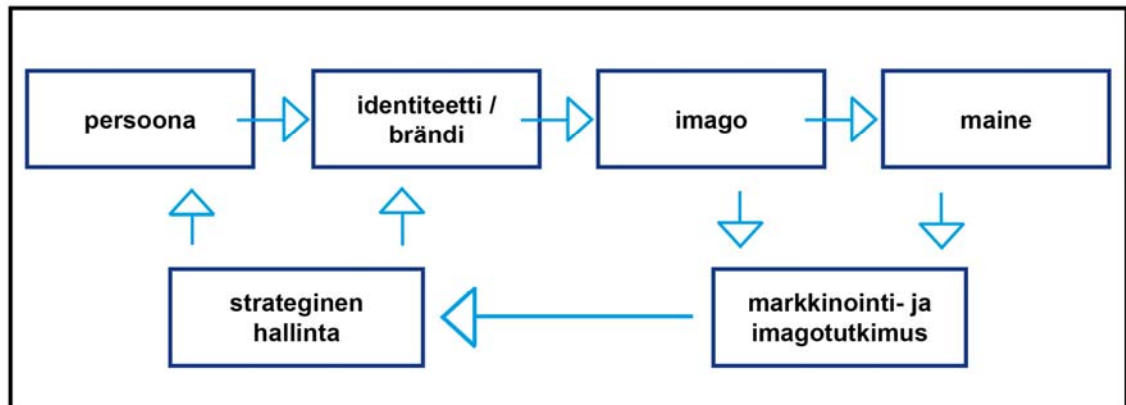 persoona
identiteetti /
brändi
imago
maine
strateginen
hallinta
markkinointi- ja
imagotutkimus